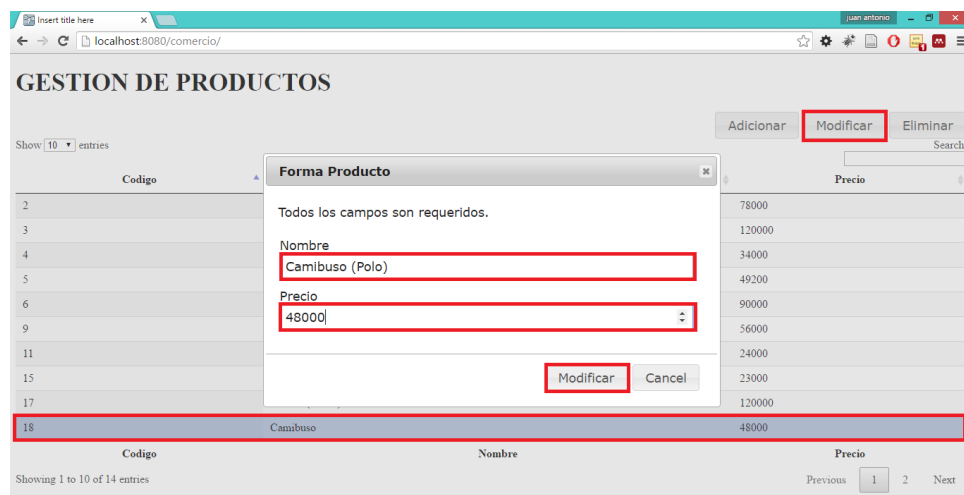 Insert title here
juan antonio
localhost:8080/comercio/
GESTION DE PRODUCTOS
Adicionar Modificar Eliminar
Show 10 entries
Search
Codigo Precio
Forma Producto
Todos los campos son requeridos.
Nombre
Camibuso (Polo)
Precio
48000
Modificar Cancel
2 78000
3 120000
4 34000
5 49200
6 90000
9 56000
11 24000
15 23000
17 120000
18 Camibuso 48000
Codigo Nombre Precio
Showing 1 to 10 of 14 entries
Previous 1 2 Next